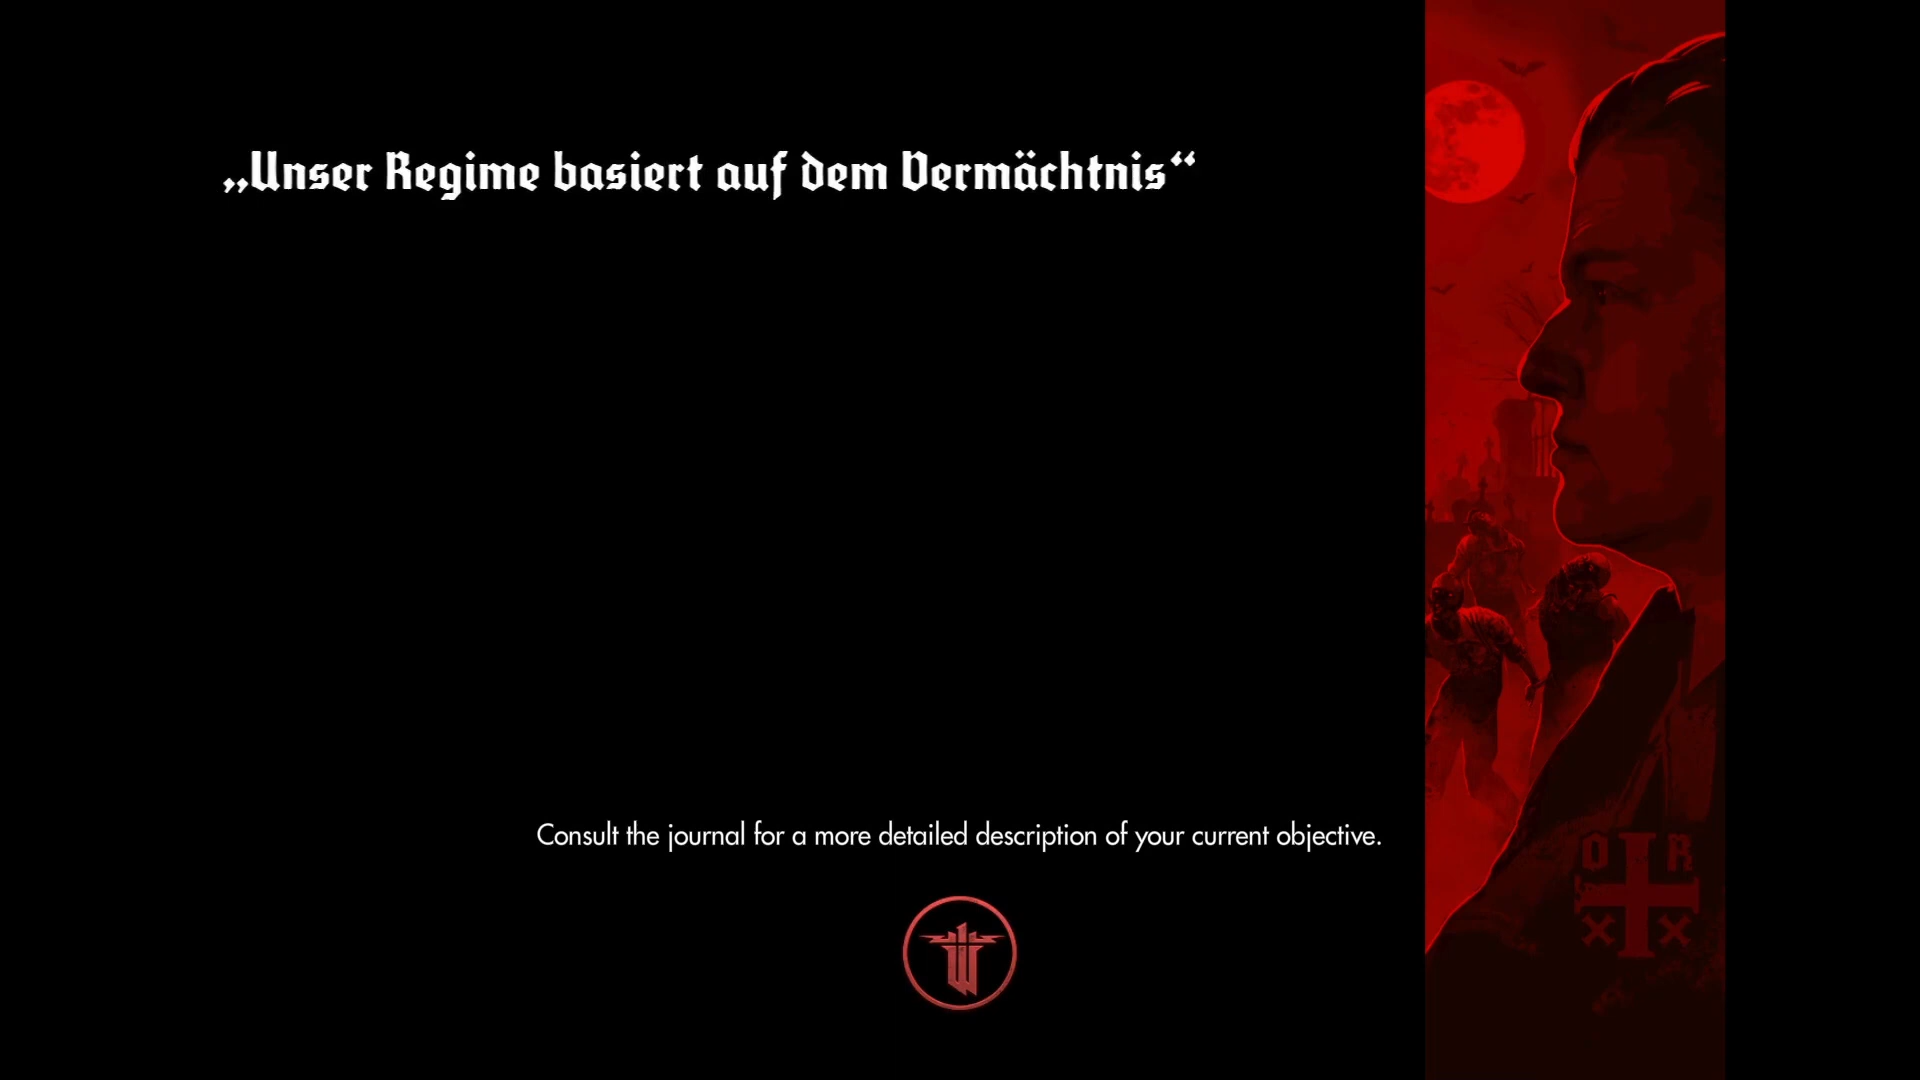 „Unser Regime basiert auf dem Vermächtnis“
Consult the journal for a more detailed description of your current objective.
O R
X X